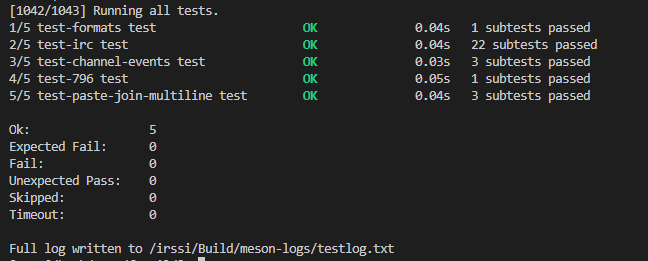 [1042/1043] Running all tests.
1/5 test-formats test OK 0.04s 1 subtests passed
2/5 test-irc test OK 0.04s 22 subtests passed
3/5 test-channel-events test OK 0.03s 3 subtests passed
4/5 test-796 test OK 0.05s 1 subtests passed
5/5 test-paste-join-multiline test OK 0.04s 3 subtests passed
Ok: 5
Expected Fail: 0
Fail: 0
Unexpected Pass: 0
Skipped: 0
Timeout: 0
Full log written to /irssi/Build/meson-logs/testlog.txt